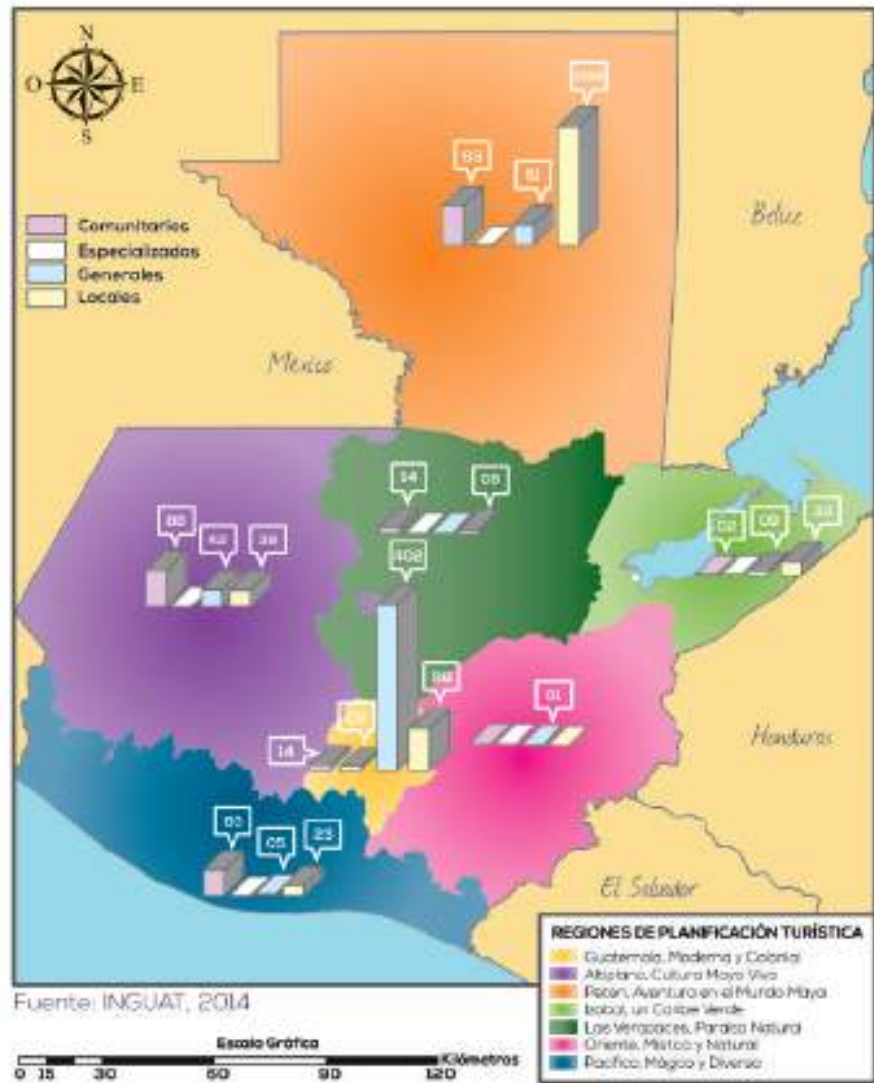 N
O E
S
Comunitarios
Especializados
Generales
Locales
Belice
México
14
402
14
02
01
05
23
Honduras
El Salvador
REGIONES DE PLANIFICACIÓN TURÍSTICA
Guatemala, Moderna y Colonial
Altiplano, Cultura Maya Viva
Petén, Aventura en el Mundo Maya
Izabal, un Caribe Verde
Las Verapaces, Paraíso Natural
Oriente, Místico y Natural
Pacífico, Mágico y Diverso
Fuente: INGUAT, 2014
Escala Gráfica
0 15 30 60 90 120 Kilómetros